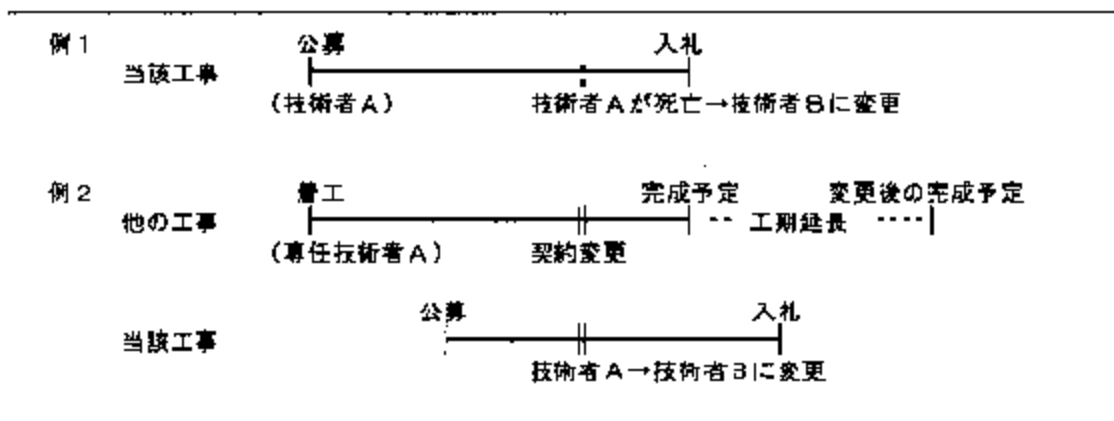 例1
公募 入札
当該工事
(技術者A) 技術者Aが死亡→技術者Bに変更
例2
着工 完成予定 変更後の完成予定
他の工事 工期延長
(専任技術者A) 契約変更
公募 入札
当該工事
技術者A→技術者Bに変更